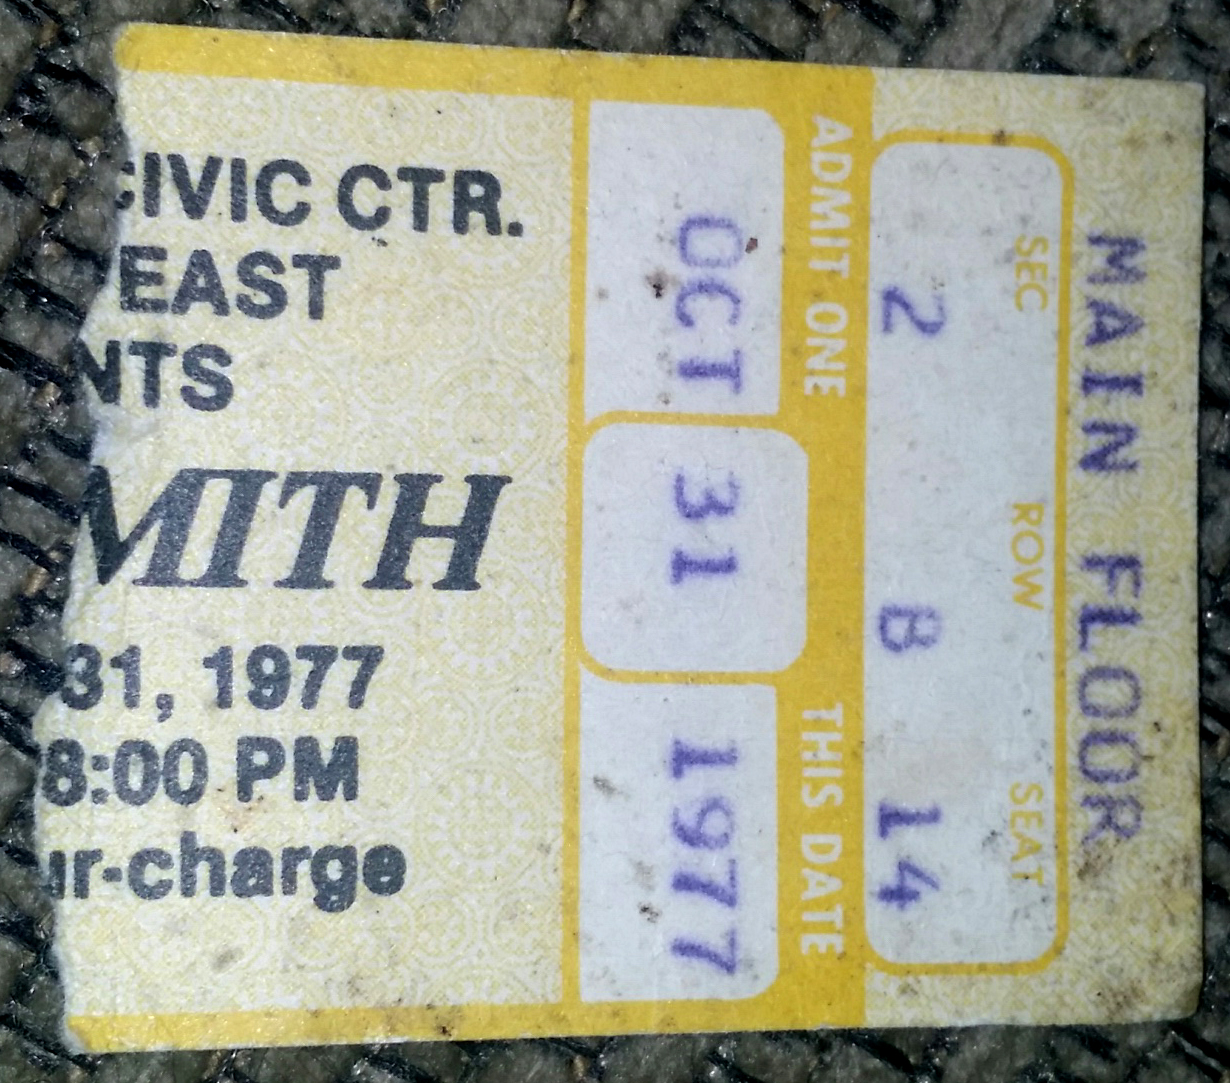 CIVIC CTR.
EAST
NTS
MITH
31, 1977
8:00 PM
ur-charge
OCT 31 1977
ADMIT ONE THIS DATE
SEC ROW SEAT
2 B 14
MAIN FLOOR